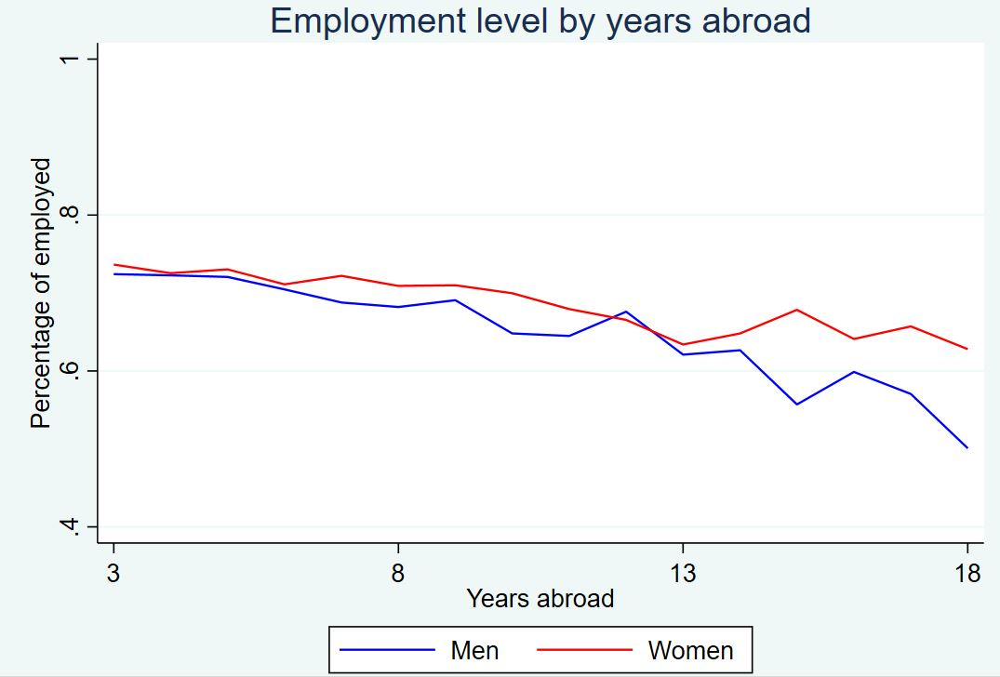 Employment level by years abroad
Percentage of employed
1
.8
.6
.4
3 8 13 18
Years abroad
Men Women